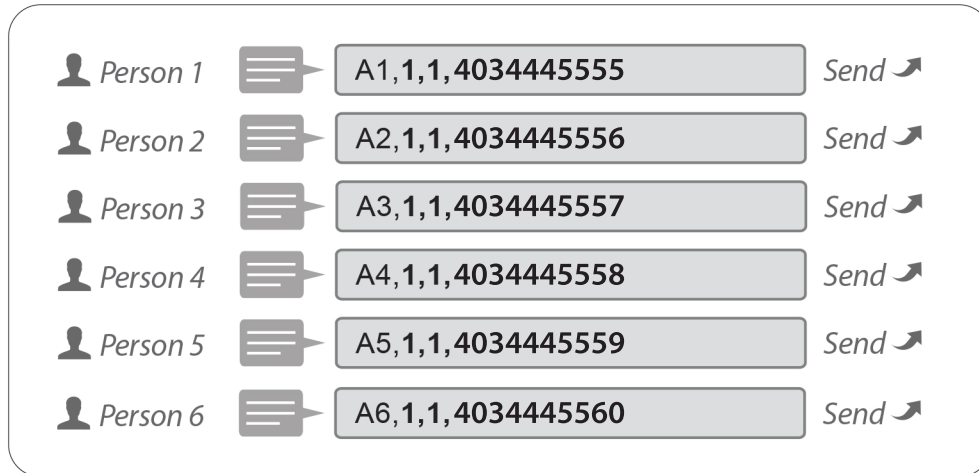 Person 1 A1,1,1,4034445555 Send
Person 2 A2,1,1,4034445556 Send
Person 3 A3,1,1,4034445557 Send
Person 4 A4,1,1,4034445558 Send
Person 5 A5,1,1,4034445559 Send
Person 6 A6,1,1,4034445560 Send